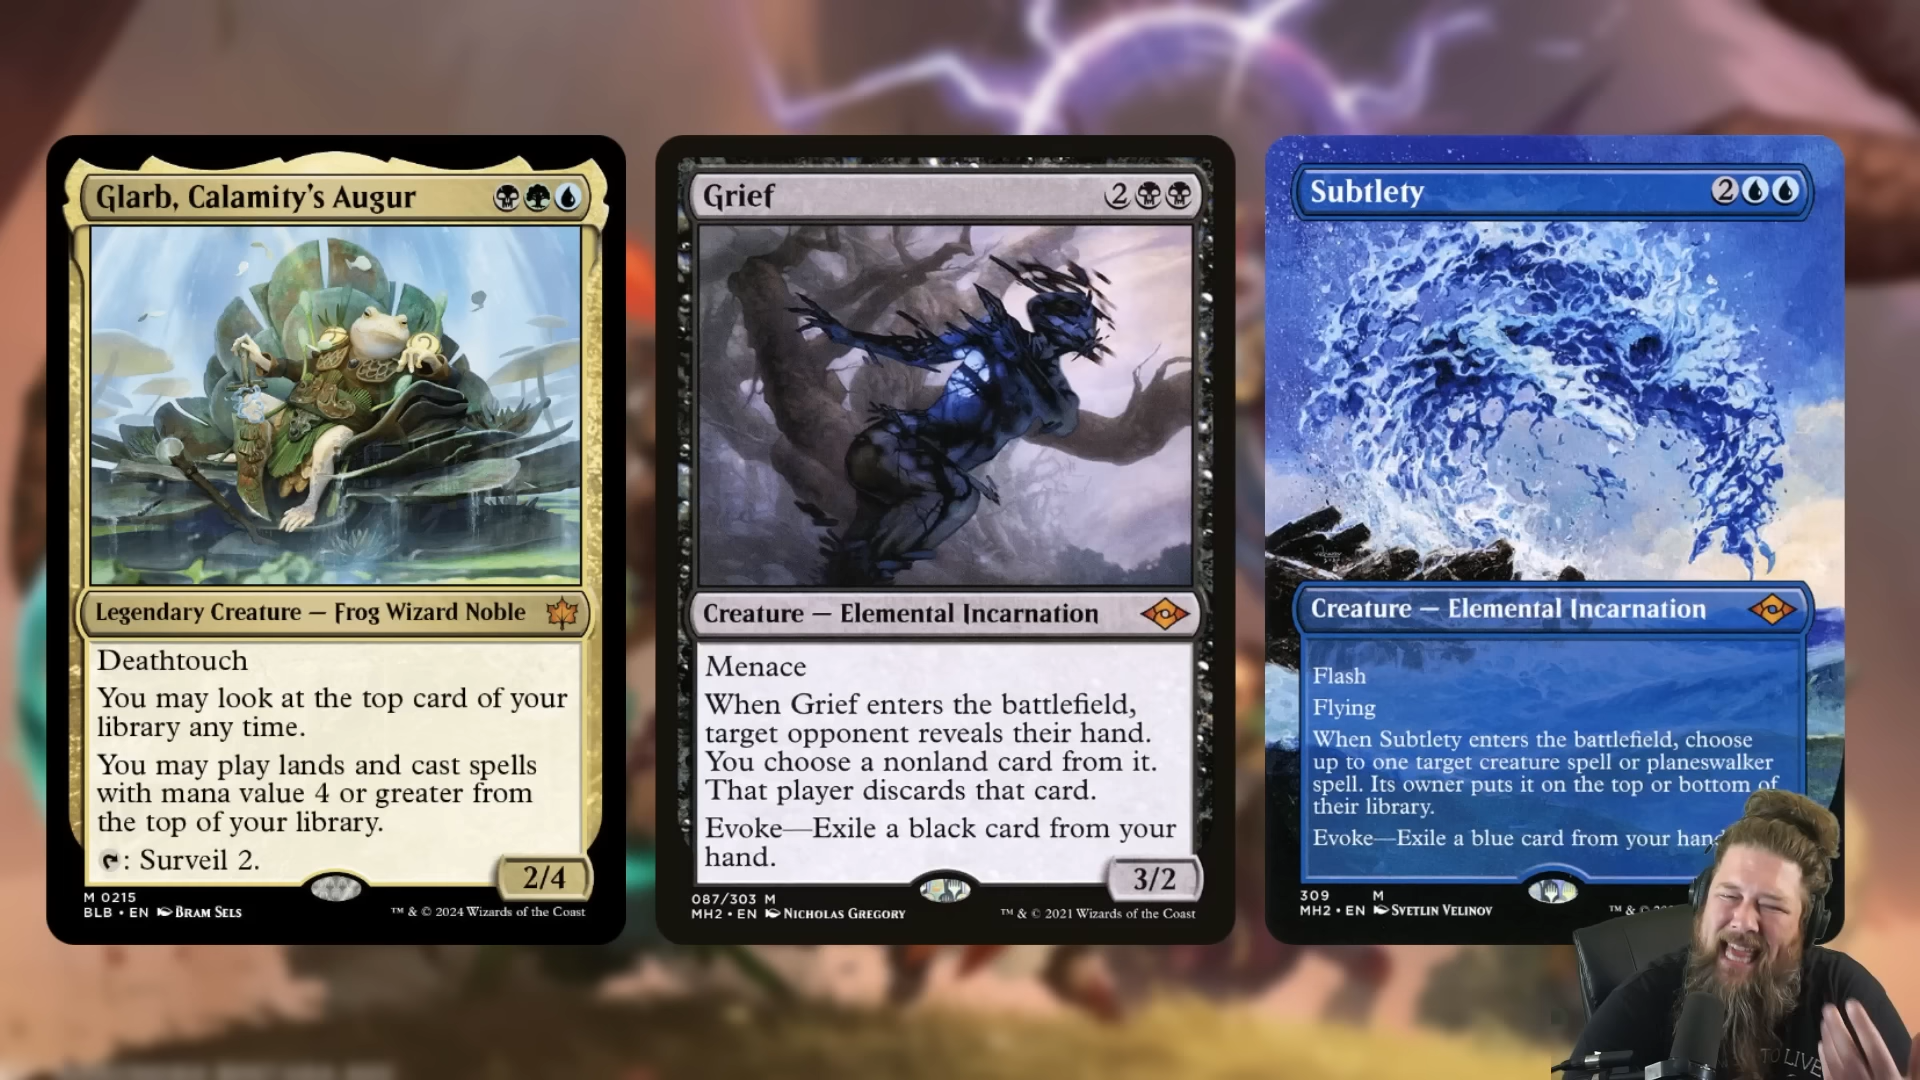 Glarb, Calamity's Augur
Legendary Creature — Frog Wizard Noble
Deathtouch
You may look at the top card of your
library any time.
You may play lands and cast spells
with mana value 4 or greater from
the top of your library.
: Surveil 2.
2/4
M 0215
BLB • EN Bram Sels
™ & © 2024 Wizards of the Coast
Grief
2
Creature — Elemental Incarnation
Menace
When Grief enters the battlefield,
target opponent reveals their hand.
You choose a nonland card from it.
That player discards that card.
Evoke—Exile a black card from your
hand.
3/2
087/303 M
MH2 • EN Nicholas Gregory
™ & © 2021 Wizards of the Coast
Subtlety
2
Creature — Elemental Incarnation
Flash
Flying
When Subtlety enters the battlefield, choose
up to one target creature spell or planeswalker
spell. Its owner puts it on the top or bottom of
their library.
Evoke—Exile a blue card from your
309 M
MH2 • EN Svetlin Velinov
™ & ©
TO LIVE